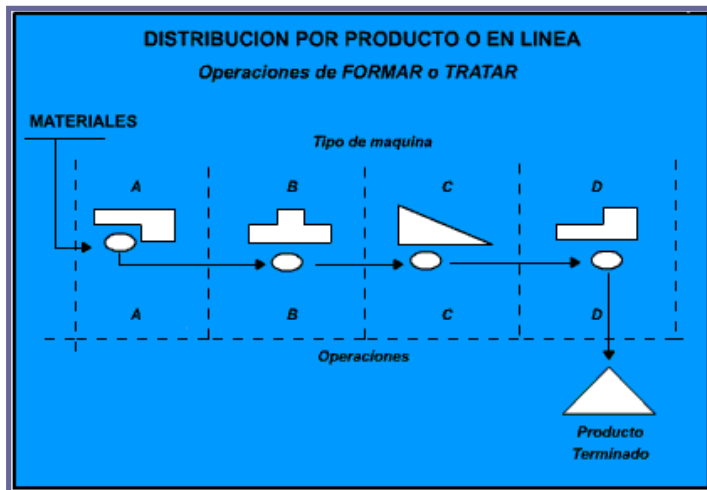 DISTRIBUCION POR PRODUCTO O EN LINEA
Operaciones de FORMAR o TRATAR
MATERIALES
Tipo de maquina
A B C D
A B C D
Operaciones
Producto
Terminado